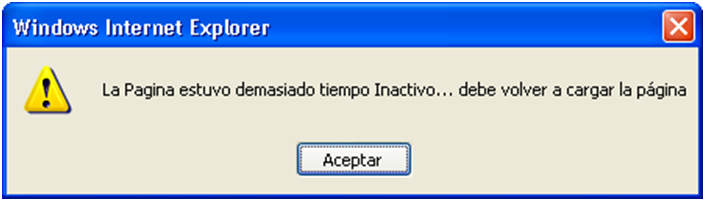 Windows Internet Explorer
La Pagina estuvo demasiado tiempo Inactivo... debe volver a cargar la página
Aceptar